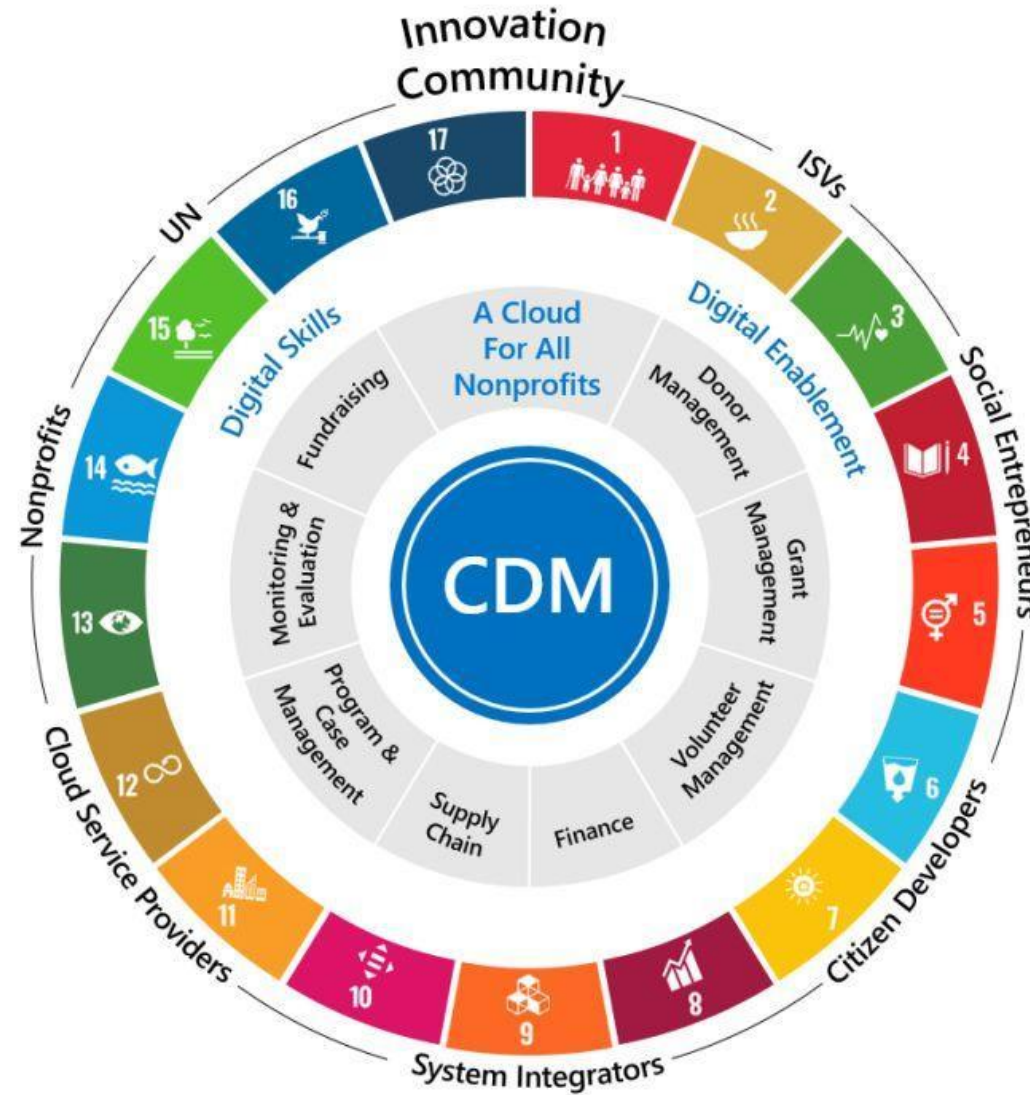 Innovation
Community
ISVs
Social Entrepreneurs
Citizen Developers
System Integrators
Cloud Service Providers
Nonprofits
UN
1
2
3
4
5
6
7
8
9
10
11
12
13
14
15
16
17
Digital Skills
Digital Enablement
A Cloud
For All
Nonprofits
Donor
Management
Grant
Management
Volunteer
Management
Finance
Supply
Chain
Program &
Case
Management
Monitoring &
Evaluation
Fundraising
CDM